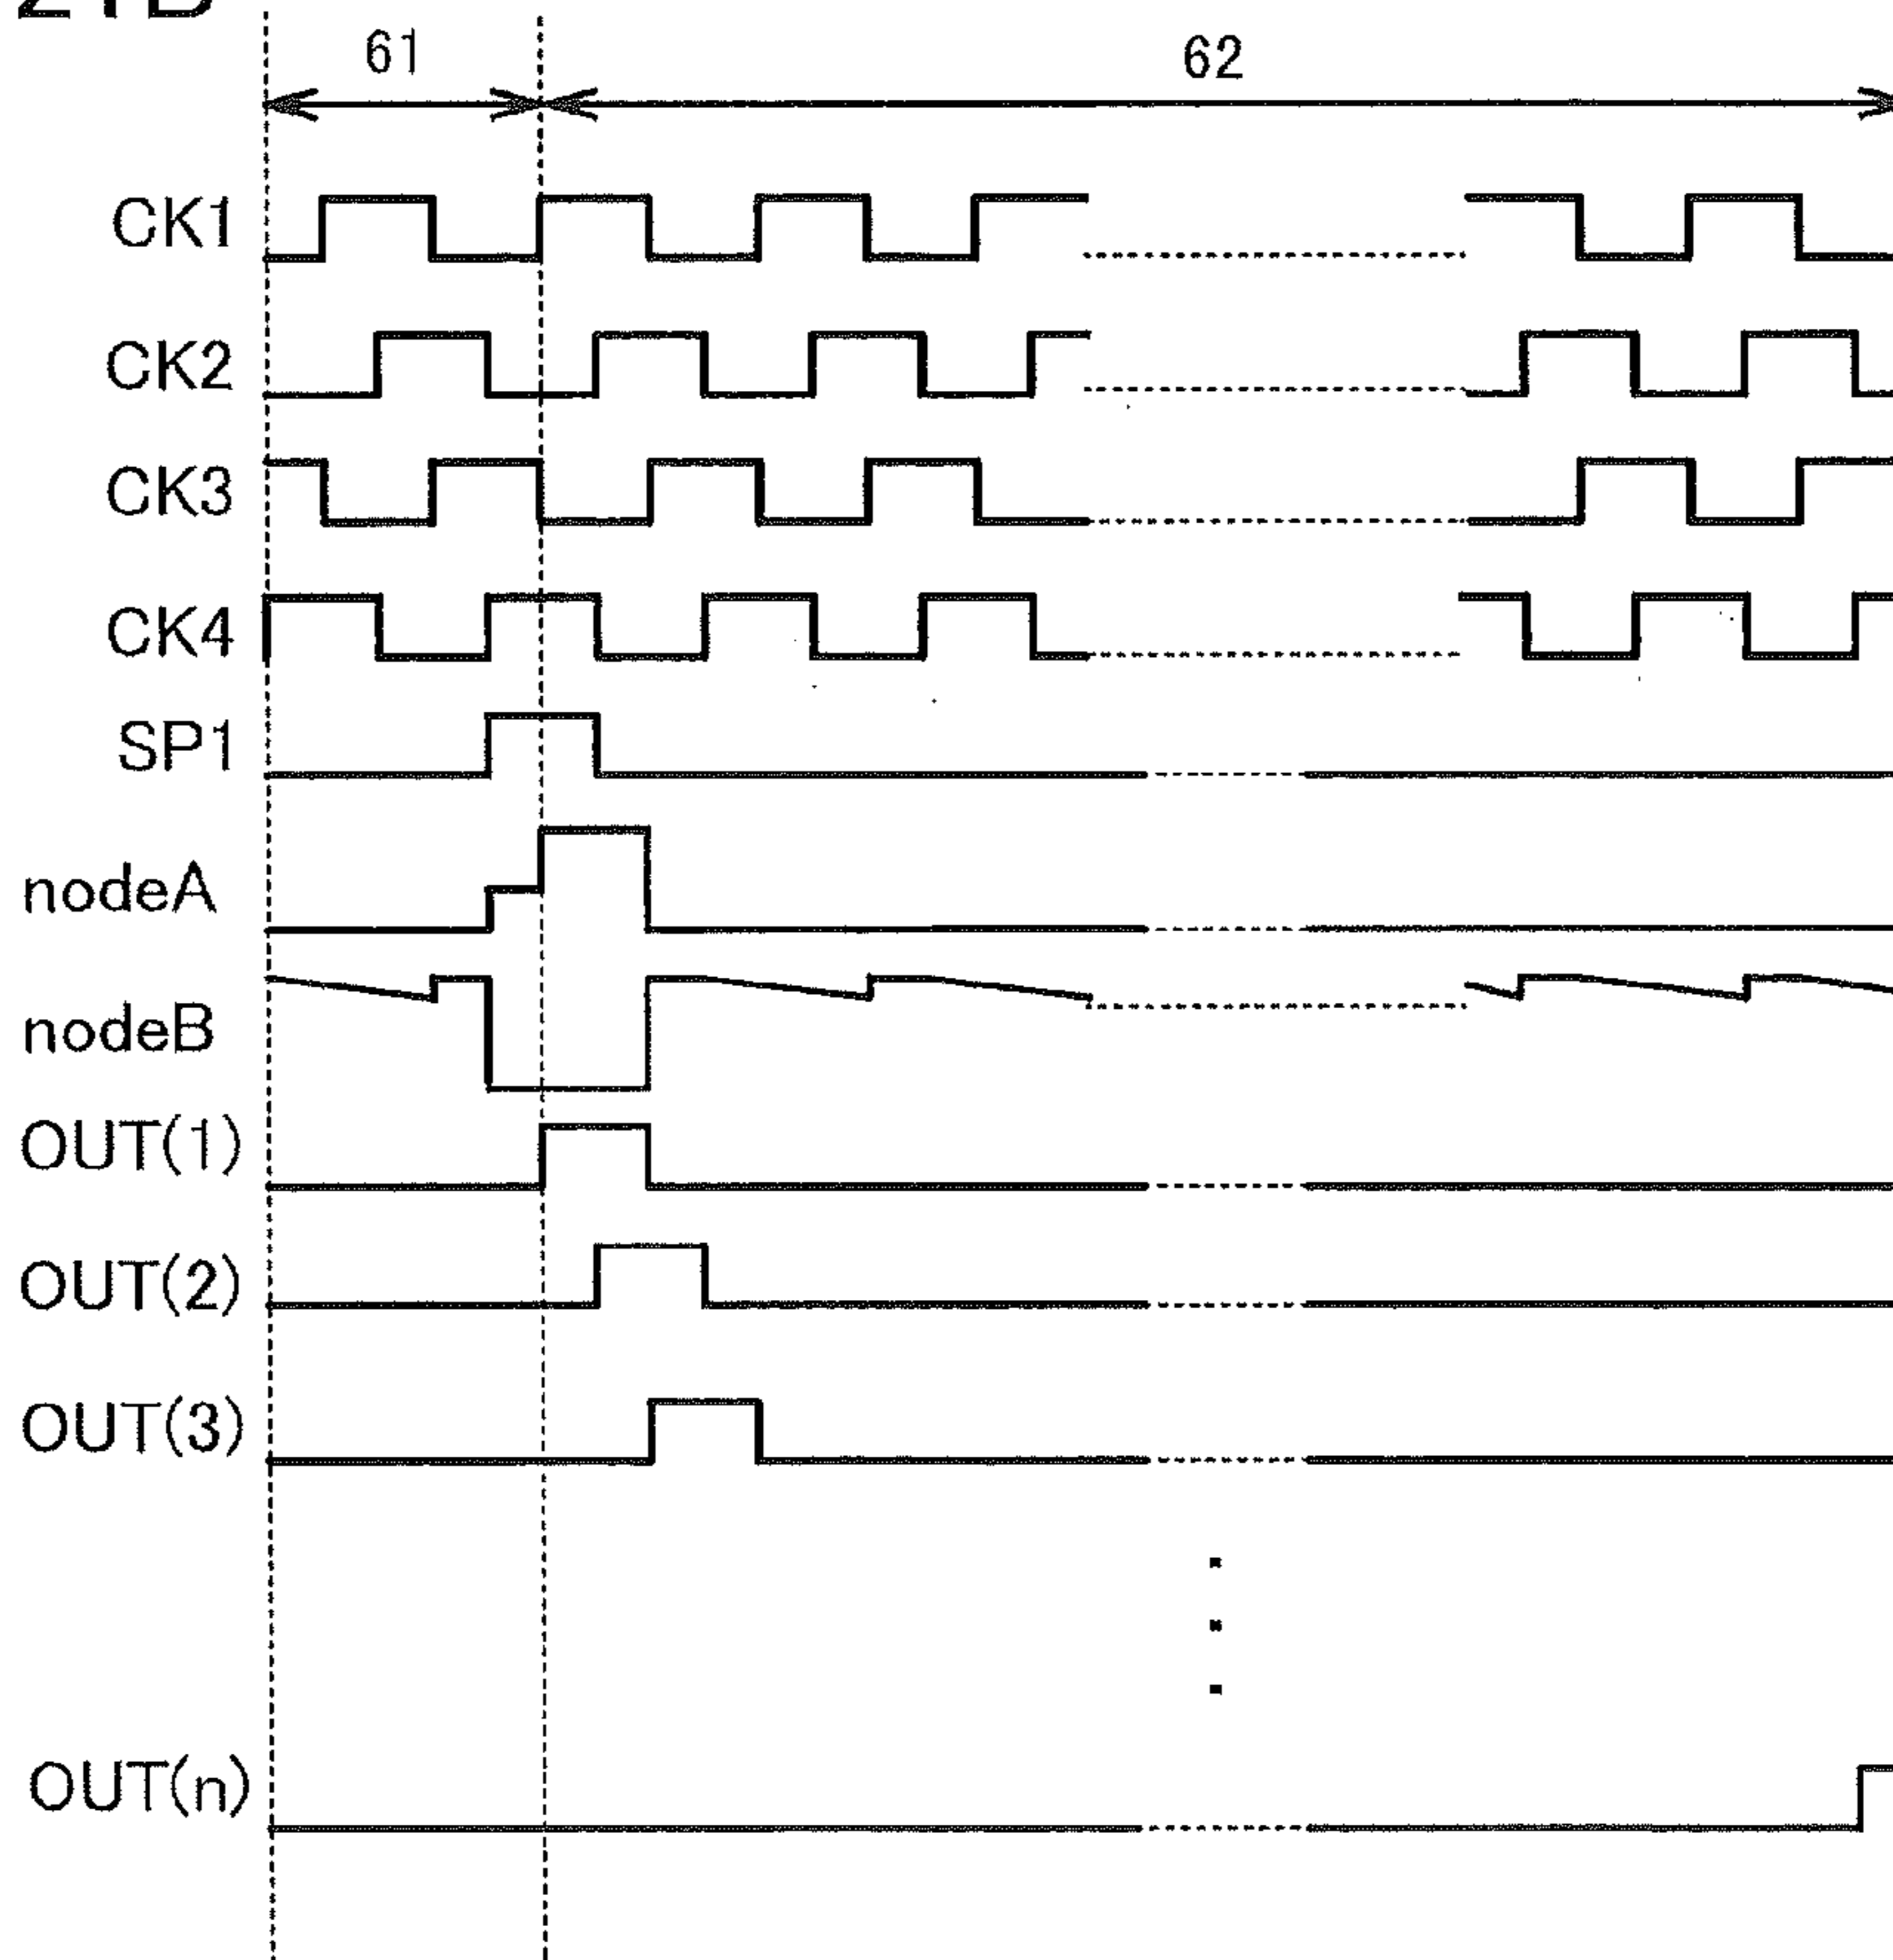 61
62
CK1
CK2
CK3
CK4
SP1
nodeA
nodeB
OUT(1)
OUT(2)
OUT(3)
OUT(n)